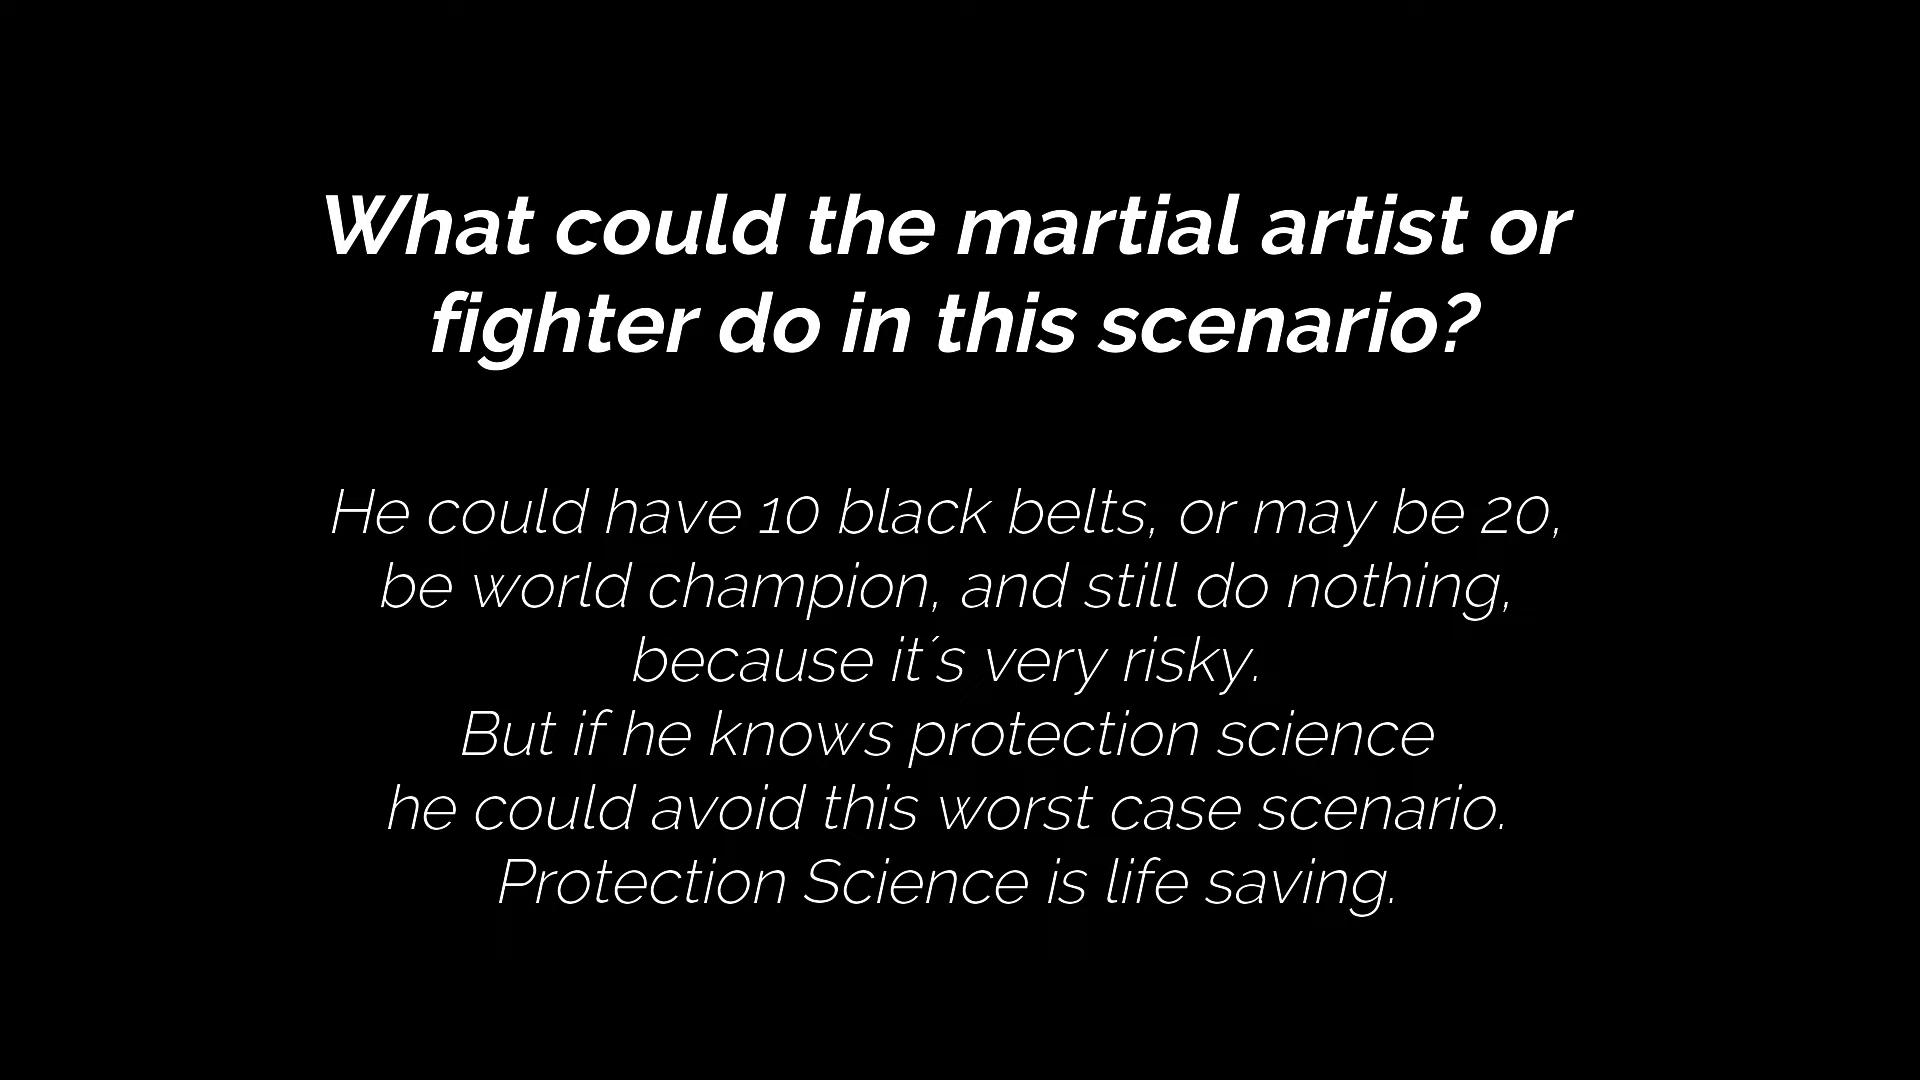 What could the martial artist or
fighter do in this scenario?
He could have 10 black belts, or may be 20,
be world champion, and still do nothing,
because it´s very risky.
But if he knows protection science
he could avoid this worst case scenario.
Protection Science is life saving.